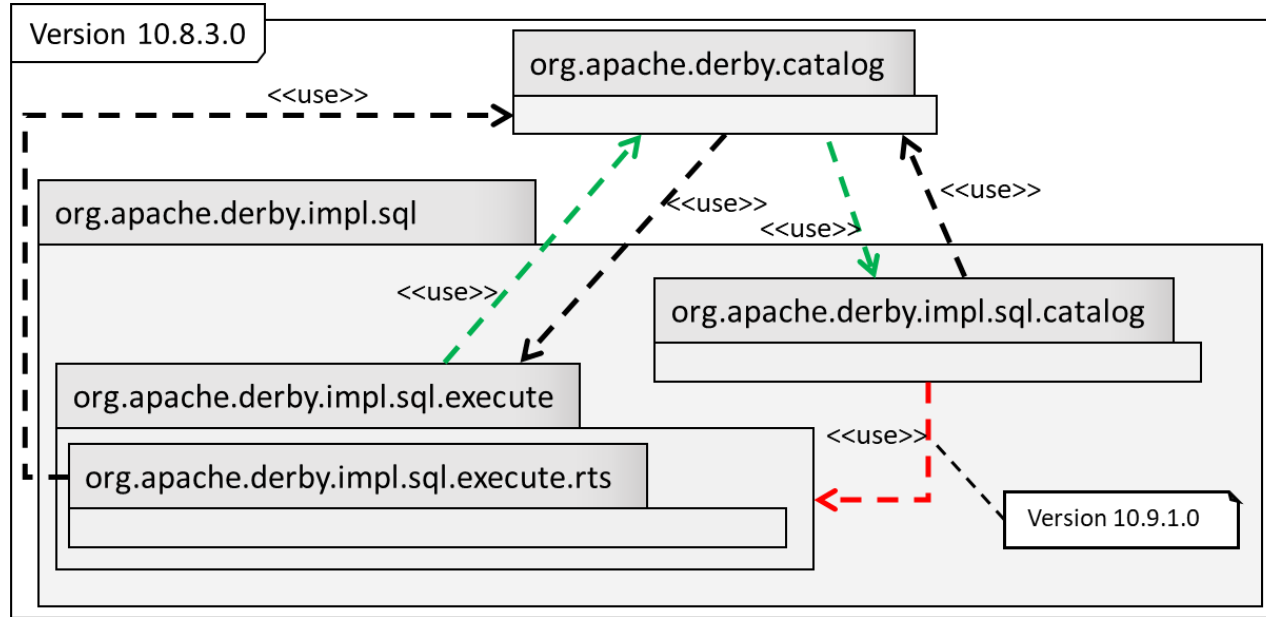 Version 10.8.3.0
org.apache.derby.catalog
<<use>>
org.apache.derby.impl.sql
<<use>>
<<use>>
<<use>>
<<use>>
org.apache.derby.impl.sql.catalog
org.apache.derby.impl.sql.execute
<<use>>
org.apache.derby.impl.sql.execute.rts
Version 10.9.1.0